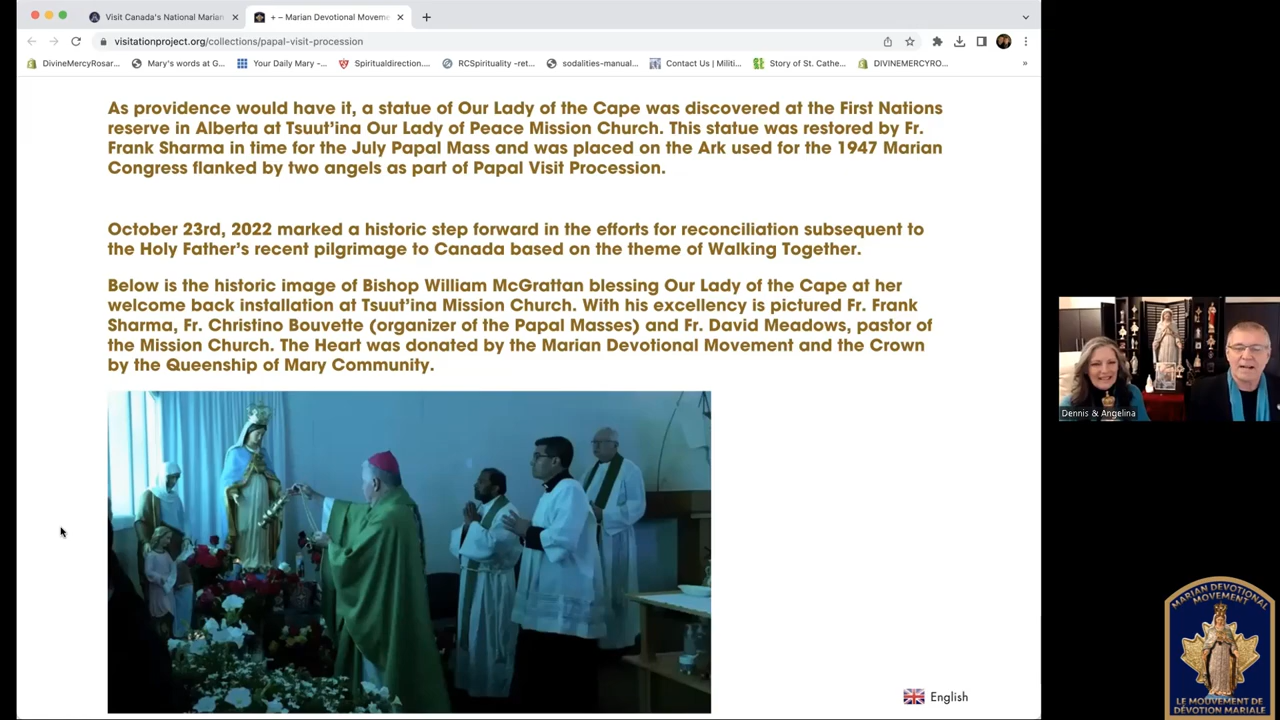 Visit Canada's National Marian
+ – Marian Devotional Moveme
visitationproject.org/collections/papal-visit-procession
DivineMercyRosar...
Mary's words at G...
Your Daily Mary -...
Spiritualdirection....
RCSpirituality -ret...
sodalities-manual...
Contact Us | Militi...
Story of St. Cathe...
DIVINEMERCYRO...
»
As providence would have it, a statue of Our Lady of the Cape was discovered at the First Nations
reserve in Alberta at Tsuut’ina Our Lady of Peace Mission Church. This statue was restored by Fr.
Frank Sharma in time for the July Papal Mass and was placed on the Ark used for the 1947 Marian
Congress flanked by two angels as part of Papal Visit Procession.
October 23rd, 2022 marked a historic step forward in the efforts for reconciliation subsequent to
the Holy Father’s recent pilgrimage to Canada based on the theme of Walking Together.
Below is the historic image of Bishop William McGrattan blessing Our Lady of the Cape at her
welcome back installation at Tsuut’ina Mission Church. With his excellency is pictured Fr. Frank
Sharma, Fr. Christino Bouvette (organizer of the Papal Masses) and Fr. David Meadows, pastor of
the Mission Church. The Heart was donated by the Marian Devotional Movement and the Crown
by the Queenship of Mary Community.
English
Dennis & Angelina
MARIAN DEVOTIONAL
MOVEMENT
LE MOUVEMENT DE
DÉVOTION MARIALE